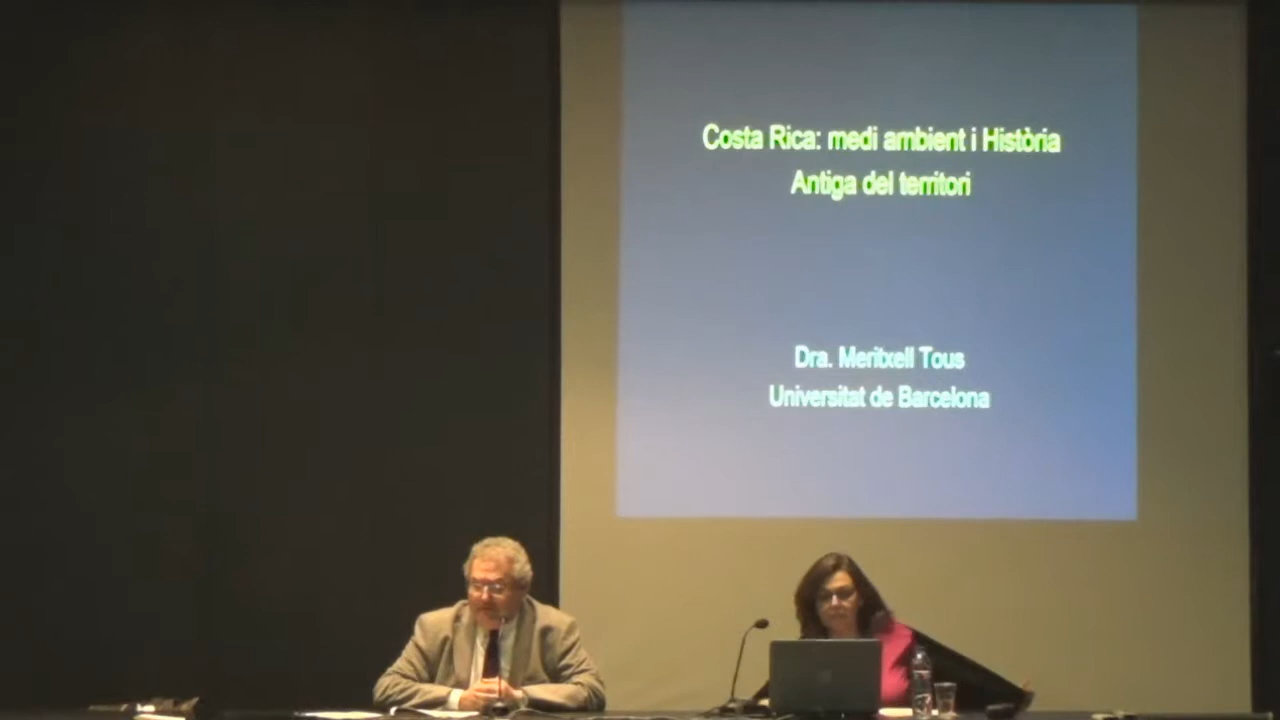 Costa Rica: medi ambient i Història
Antiga del territori
Dra. Meritxell Tous
Universitat de Barcelona